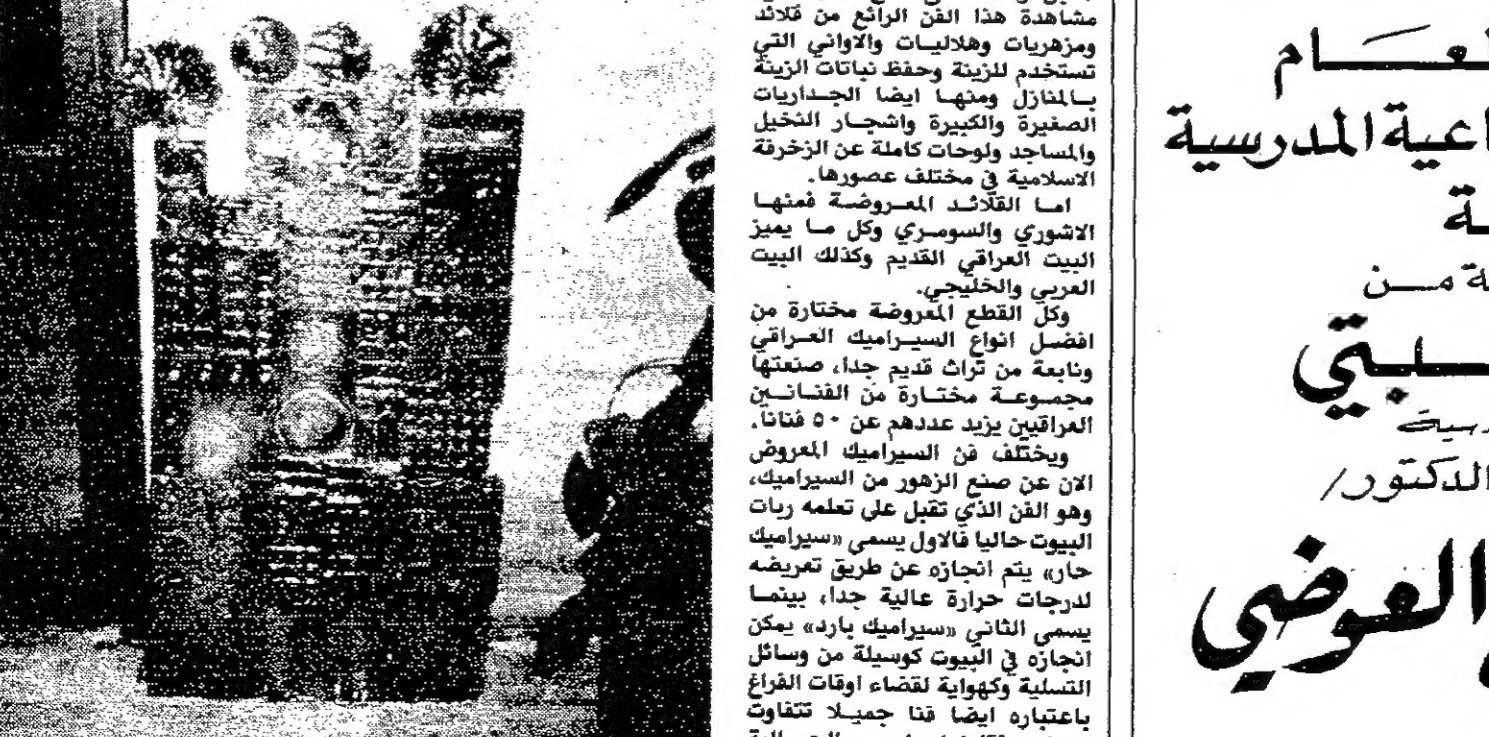 مشاهدة هذا الفن الرائع من قلائد
ومزهريات وهلاليات والاواني التي
تستخدم للزينة وحفظ نباتات الزينة
بالمنازل ومنها ايضا الجداريات
الصغيرة والكبيرة واشجار النخيل
والمساجد ولوحات كاملة عن الزخرفة
الاسلامية في مختلف عصورها.
اما القلائد المعروضة فمنها
الاشوري والسومري وكل ما يميز
البيت العراقي القديم وكذلك البيت
العربي والخليجي.
وكل القطع المعروضة مختارة من
افضل انواع السيراميك العراقي
ونابعة من تراث قديم جدا، صنعتها
مجموعة مختارة من الفنانين
العراقيين يزيد عددهم عن ٥٠ فنانا.
ويختلف فن السيراميك المعروض
الان عن صنع الزهور من السيراميك،
وهو الفن الذي تقبل على تعلمه ربات
البيوت حاليا فالاول يسمى «سيراميك
حار» يتم انجازه عن طريق تعريضه
لدرجات حرارة عالية جدا، بينما
يسمى الثاني «سيراميك بارد» يمكن
انجازه في البيوت كوسيلة من وسائل
التسلية وكهواية لقضاء اوقات الفراغ
باعتباره ايضا فنا جميلا تتفاوت
المدرسية
من
الدكتور/
العوضي